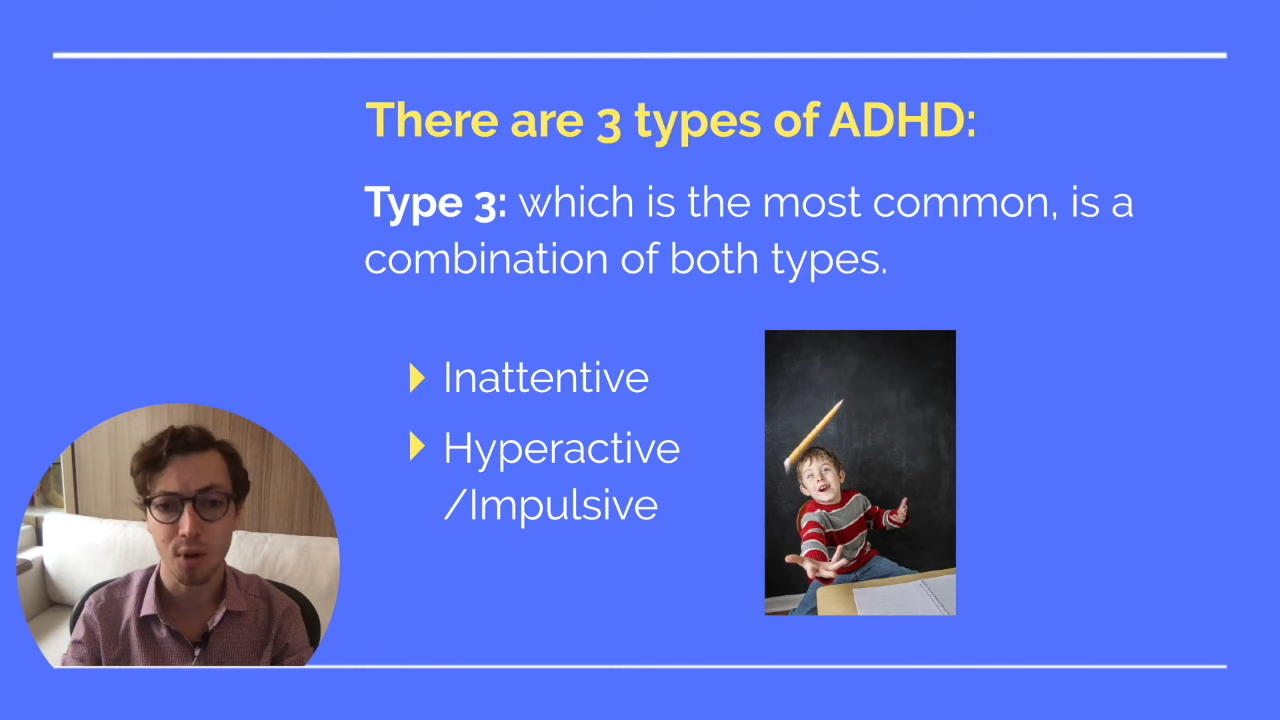 There are 3 types of ADHD:
Type 3: which is the most common, is a
combination of both types.
Inattentive
Hyperactive
/Impulsive